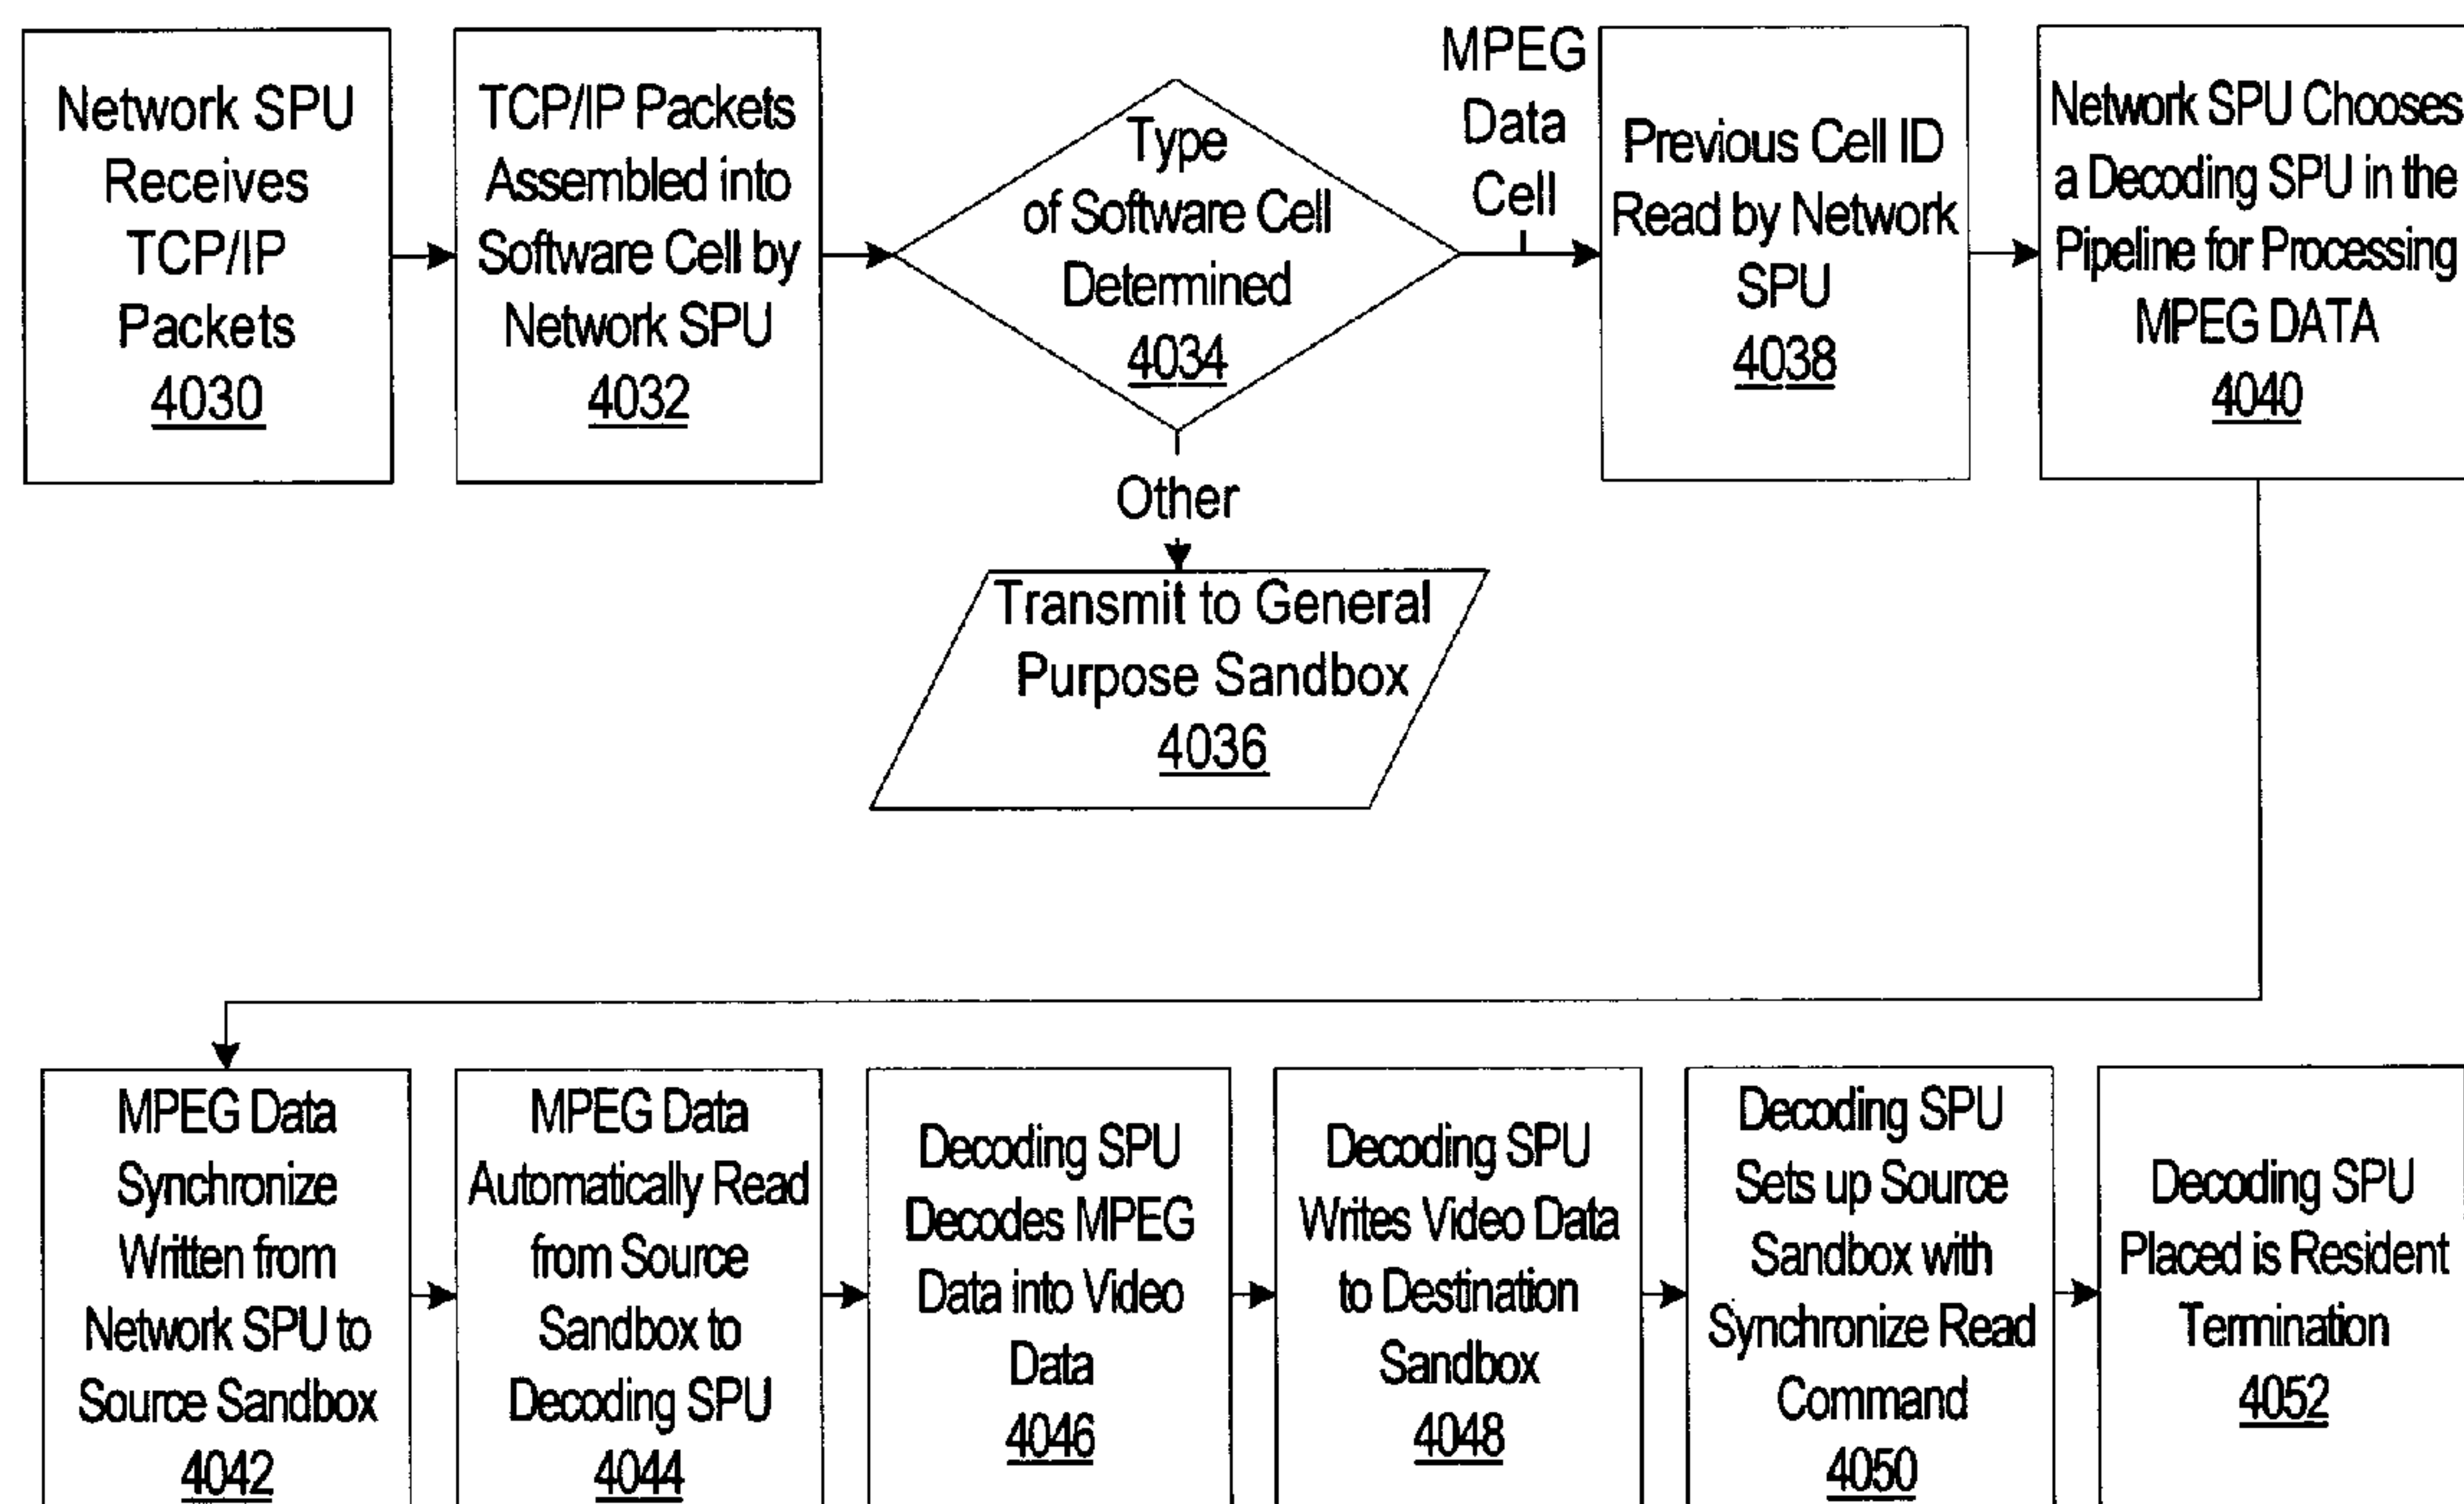 Network SPU
Receives
TCP/IP
Packets
4030
TCP/IP Packets
Assembled into
Software Cell by
Network SPU
4032
Type
of Software Cell
Determined
4034
MPEG
Data
Cell
Previous Cell ID
Read by Network
SPU
4038
Network SPU Chooses
a Decoding SPU in the
Pipeline for Processing
MPEG DATA
4040
Other
Transmit to General
Purpose Sandbox
4036
MPEG Data
Synchronize
Written from
Network SPU to
Source Sandbox
4042
MPEG Data
Automatically Read
from Source
Sandbox to
Decoding SPU
4044
Decoding SPU
Decodes MPEG
Data into Video
Data
4046
Decoding SPU
Writes Video Data
to Destination
Sandbox
4048
Decoding SPU
Sets up Source
Sandbox with
Synchronize Read
Command
4050
Decoding SPU
Placed is Resident
Termination
4052